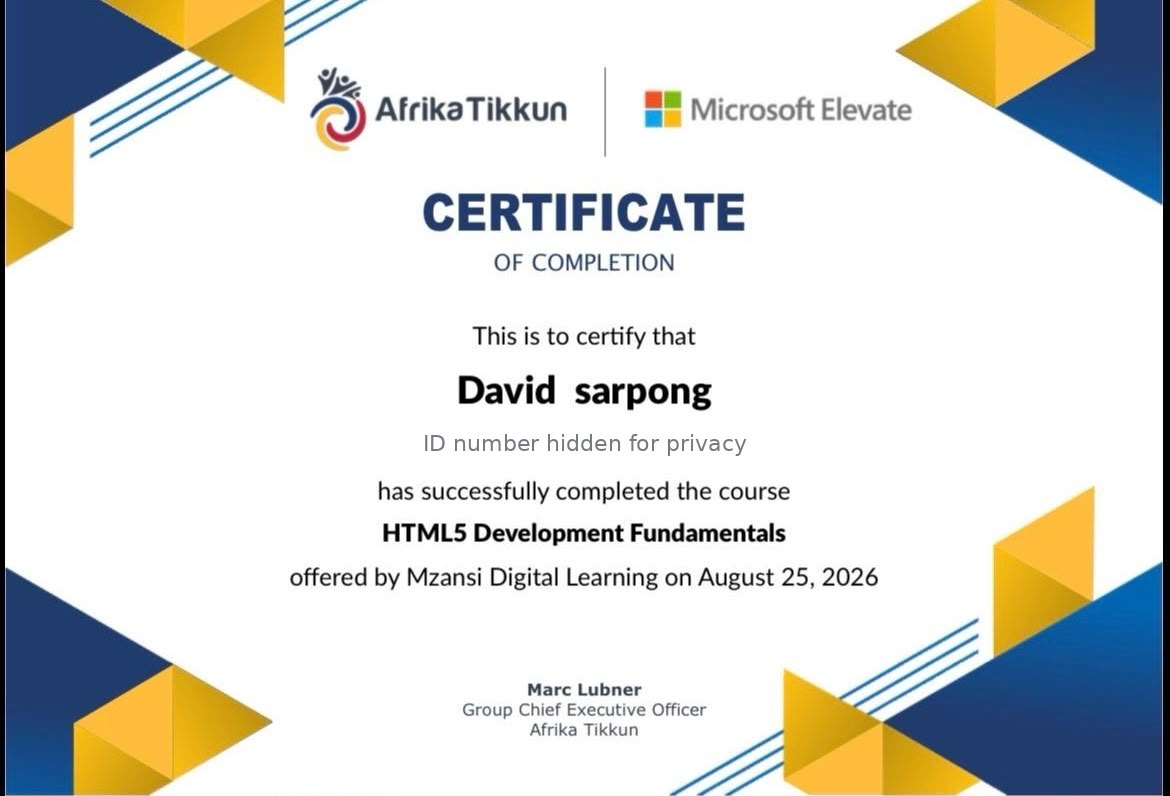 AfrikaTikkun
Microsoft Elevate
CERTIFICATE
OF COMPLETION
This is to certify that
David sarpong
ID number hidden for privacy
has successfully completed the course
HTML5 Development Fundamentals
offered by Mzansi Digital Learning on August 25, 2026
Marc Lubner
Group Chief Executive Officer
Afrika Tikkun